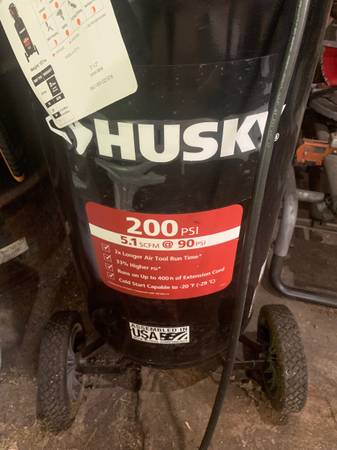 HUSKY
200 PSI
5.1 SCFM @ 90 PSI
2x Longer Air Tool Run Time*
33% Higher PSI*
Runs on Up to 400 ft of Extension Cord
Cold Start Capable to -20 °F (-29 °C)
ASSEMBLED IN
USA